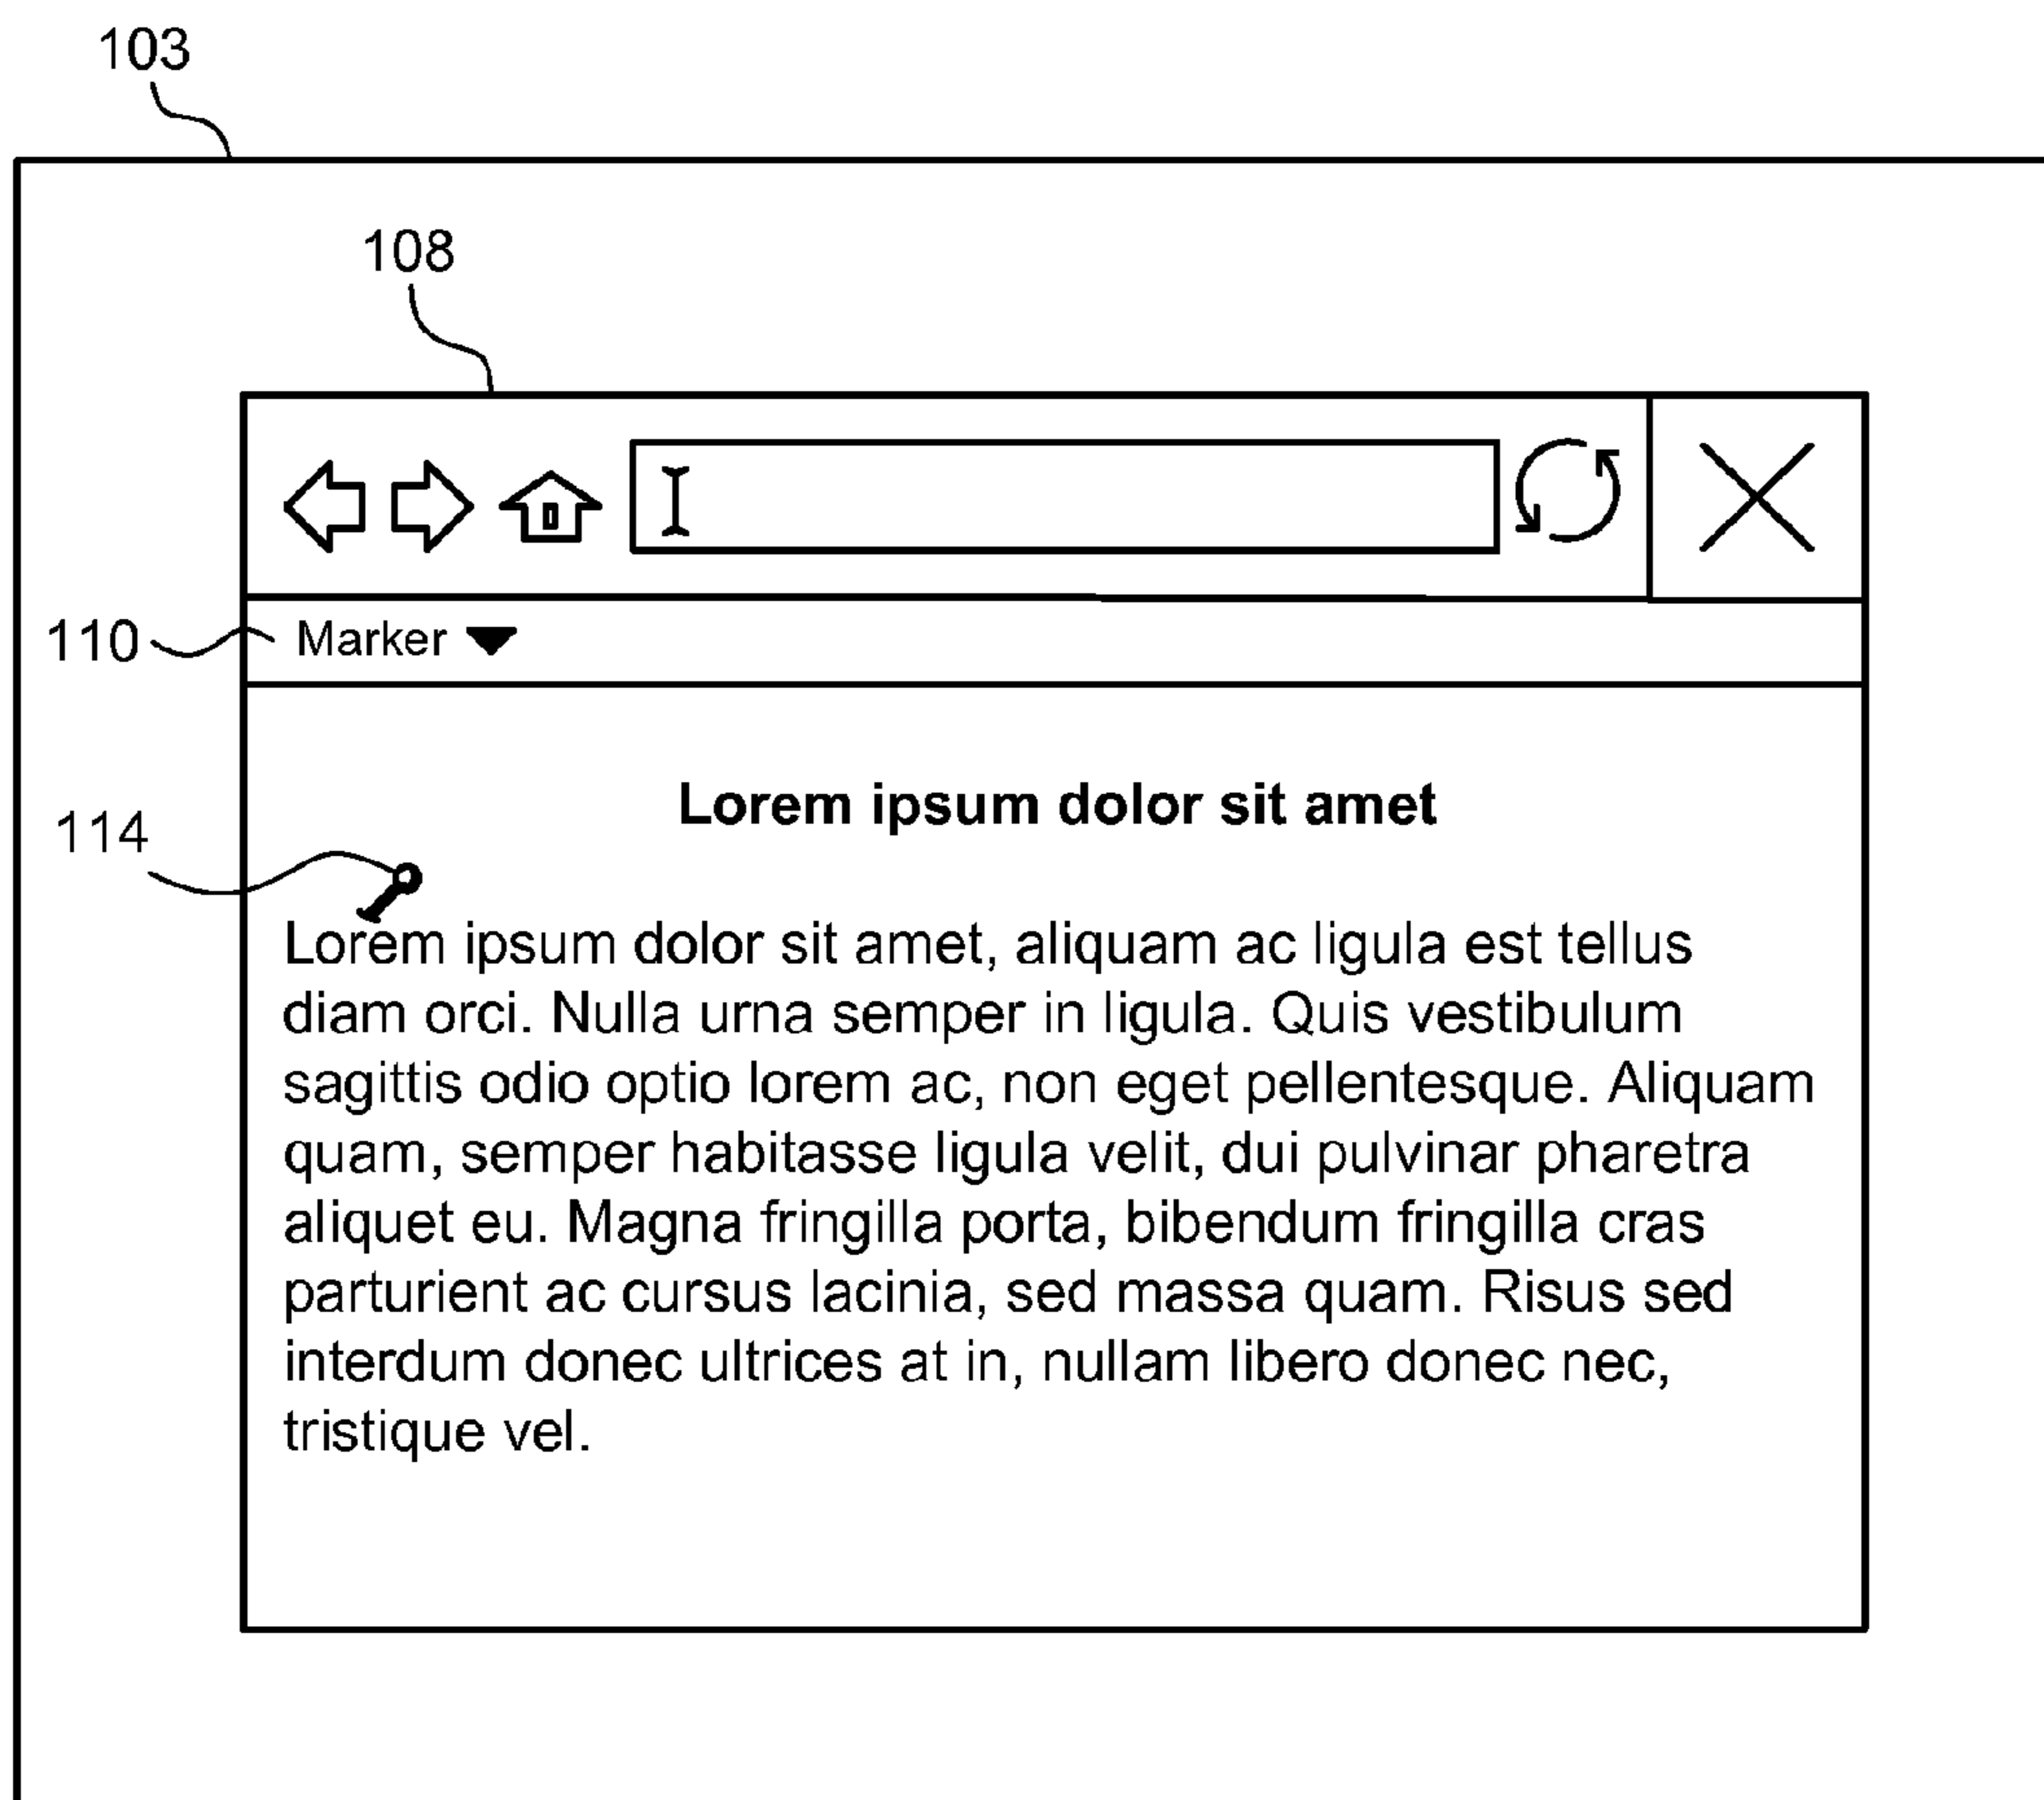 103
108
110
Marker
Lorem ipsum dolor sit amet
114
Lorem ipsum dolor sit amet, aliquam ac ligula est tellus
diam orci. Nulla urna semper in ligula. Quis vestibulum
sagittis odio optio lorem ac, non eget pellentesque. Aliquam
quam, semper habitasse ligula velit, dui pulvinar pharetra
aliquet eu. Magna fringilla porta, bibendum fringilla cras
parturient ac cursus lacinia, sed massa quam. Risus sed
interdum donec ultrices at in, nullam libero donec nec,
tristique vel.